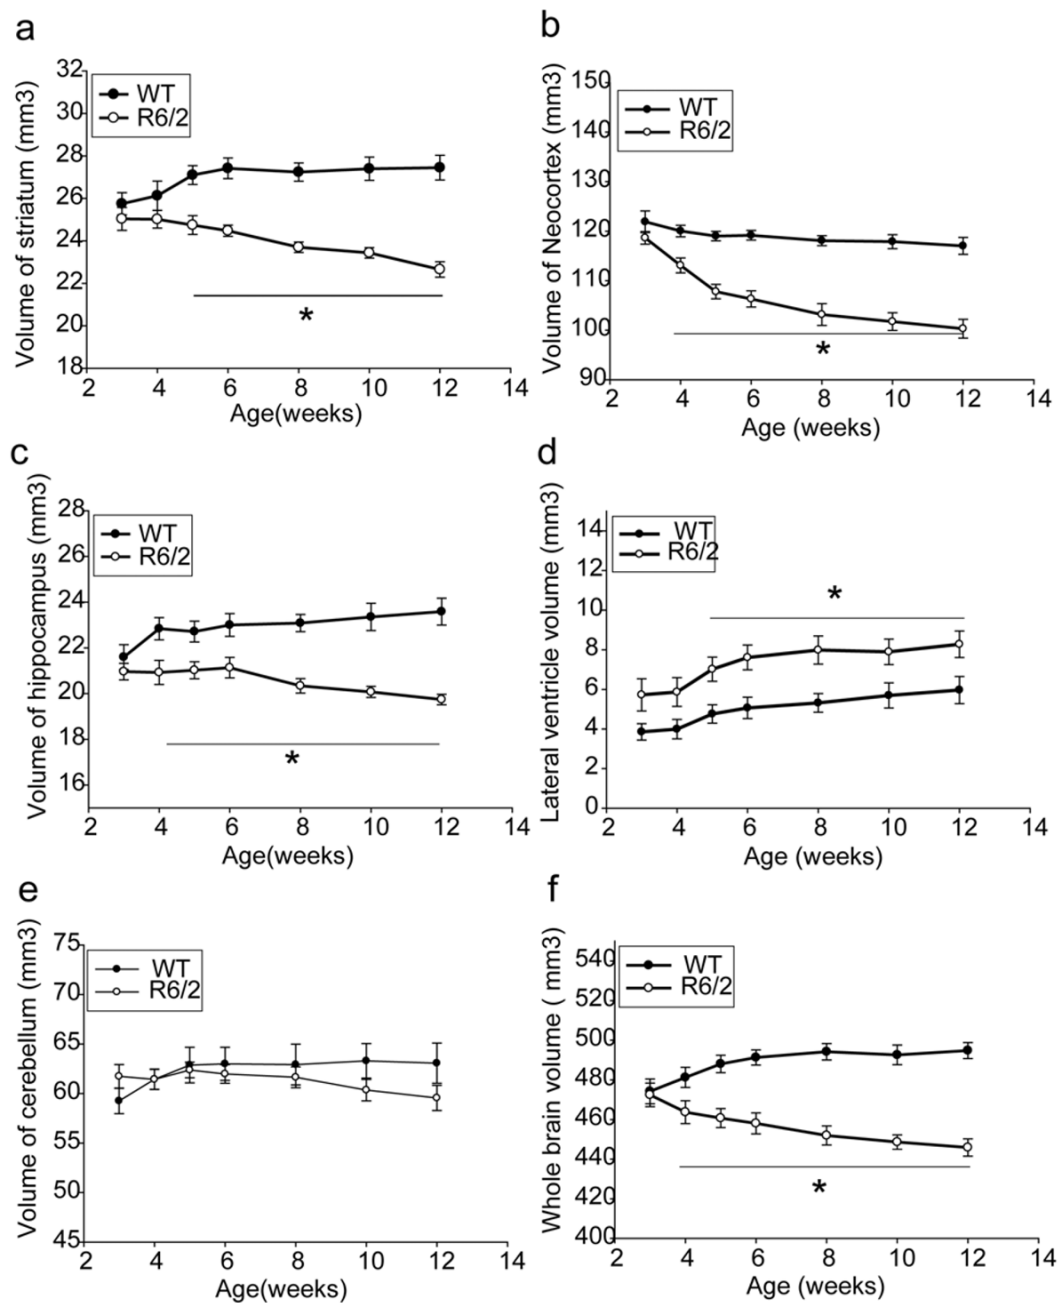 a
Volume of striatum (mm3)
32
30
28
26
24
22
20
18
WT
R6/2
*
2 4 6 8 10 12 14
Age(weeks)
b
Volume of Neocortex (mm3)
150
140
130
120
110
100
90
WT
R6/2
*
2 4 6 8 10 12 14
Age (weeks)
c
Volume of hippocampus (mm3)
28
26
24
22
20
18
16
WT
R6/2
*
2 4 6 8 10 12 14
Age(weeks)
d
Lateral ventricle volume (mm3)
14
12
10
8
6
4
2
0
WT
R6/2
*
2 4 6 8 10 12 14
Age (weeks)
e
Volume of cerebellum (mm3)
75
70
65
60
55
50
45
WT
R6/2
2 4 6 8 10 12 14
Age(weeks)
f
Whole brain volume ( mm3)
540
520
500
480
460
440
420
400
WT
R6/2
*
2 4 6 8 10 12 14
Age (weeks)